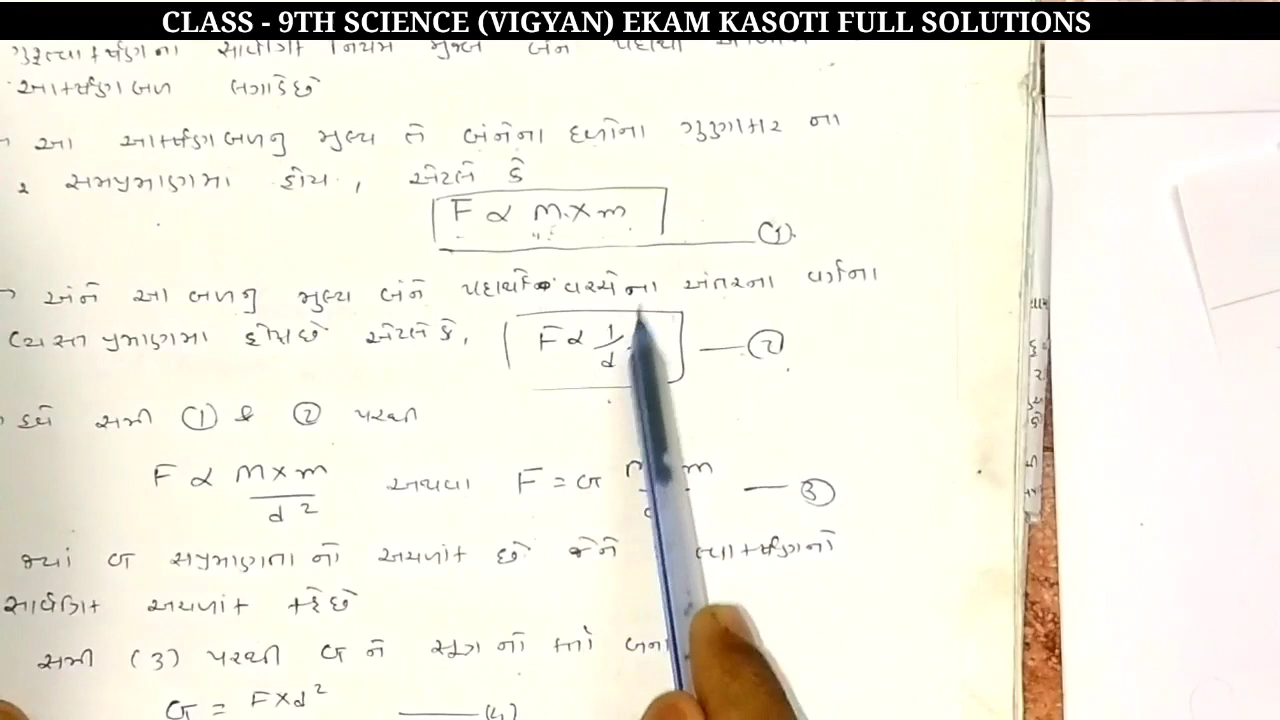 CLASS - 9TH SCIENCE (VIGYAN) EKAM KASOTI FULL SOLUTIONS
ગુરુત્વાકર્ષણના સાર્વત્રિક નિયમ મુજબ બંને પદાર્થો
આકર્ષણબળ લગાડે છે
આ આકર્ષણબળનુ મુલ્ય તે બંનેના દળોના ગુણાકાર ના
સમપ્રમાણમા હોય , એટલે કે
F ∝ M × m (1)
→ અને આ બળનુ મુલ્ય બંને પદાર્થો વચ્ચેના અંતરના વર્ગના
વ્યસ્ત પ્રમાણમા હોય છે એટલે કે, F ∝ 1/d — (2)
હવે સમી (1) & (2) પરથી
F ∝ M × m / d² અથવા F = G m — (3)
જ્યાં G સપ્રમાણતા નો અચળાંક છે જેને ત્વાકર્ષણનો
સાર્વત્રિક અચળાંક કહે છે
સમી (3) પરથી G ને સૂત્ર નો
G = F×d² — (4)